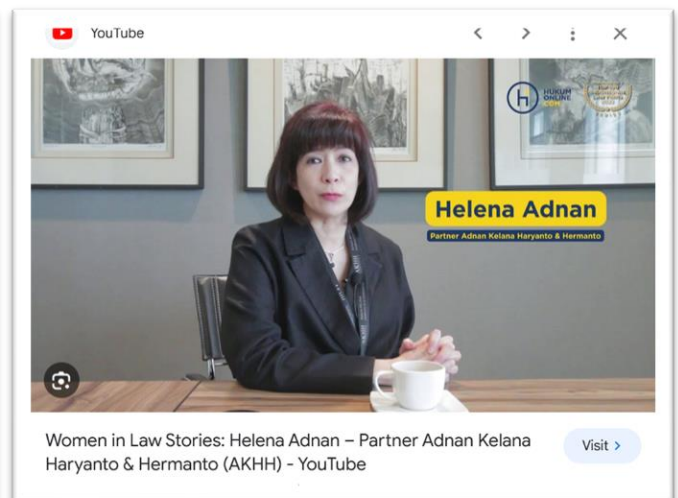 YouTube
HUKUM
ONLINE
.COM
Helena Adnan
Partner Adnan Kelana Haryanto & Hermanto
Women in Law Stories: Helena Adnan – Partner Adnan Kelana
Haryanto & Hermanto (AKHH) - YouTube
Visit >